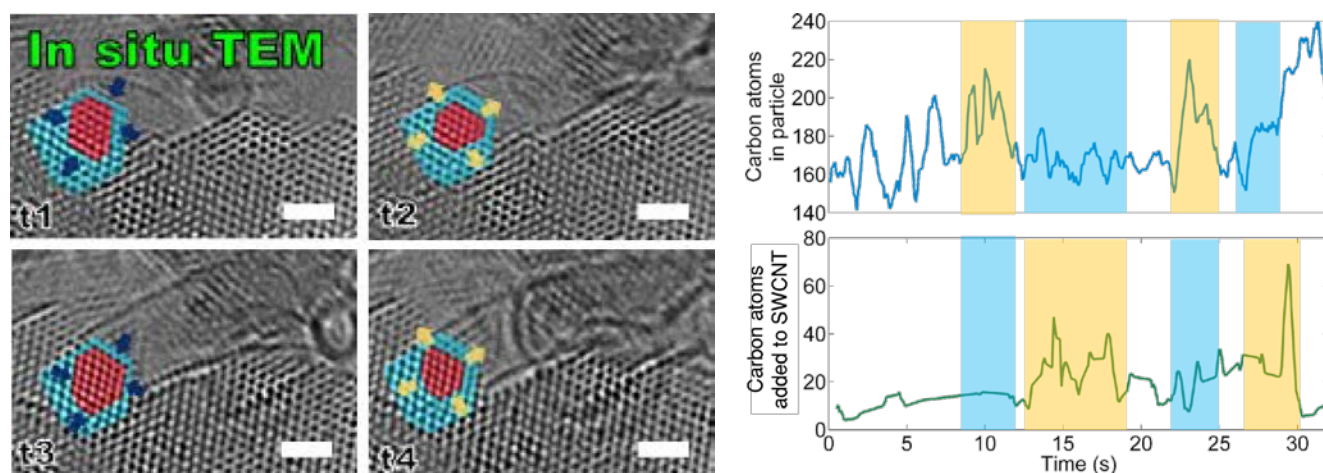 In situ TEM
t1
t2
t3
t4
Carbon atoms
in particle
240
220
200
180
160
140
Carbon atoms
added to SWCNT
80
60
40
20
0
0 5 10 15 20 25 30
Time (s)